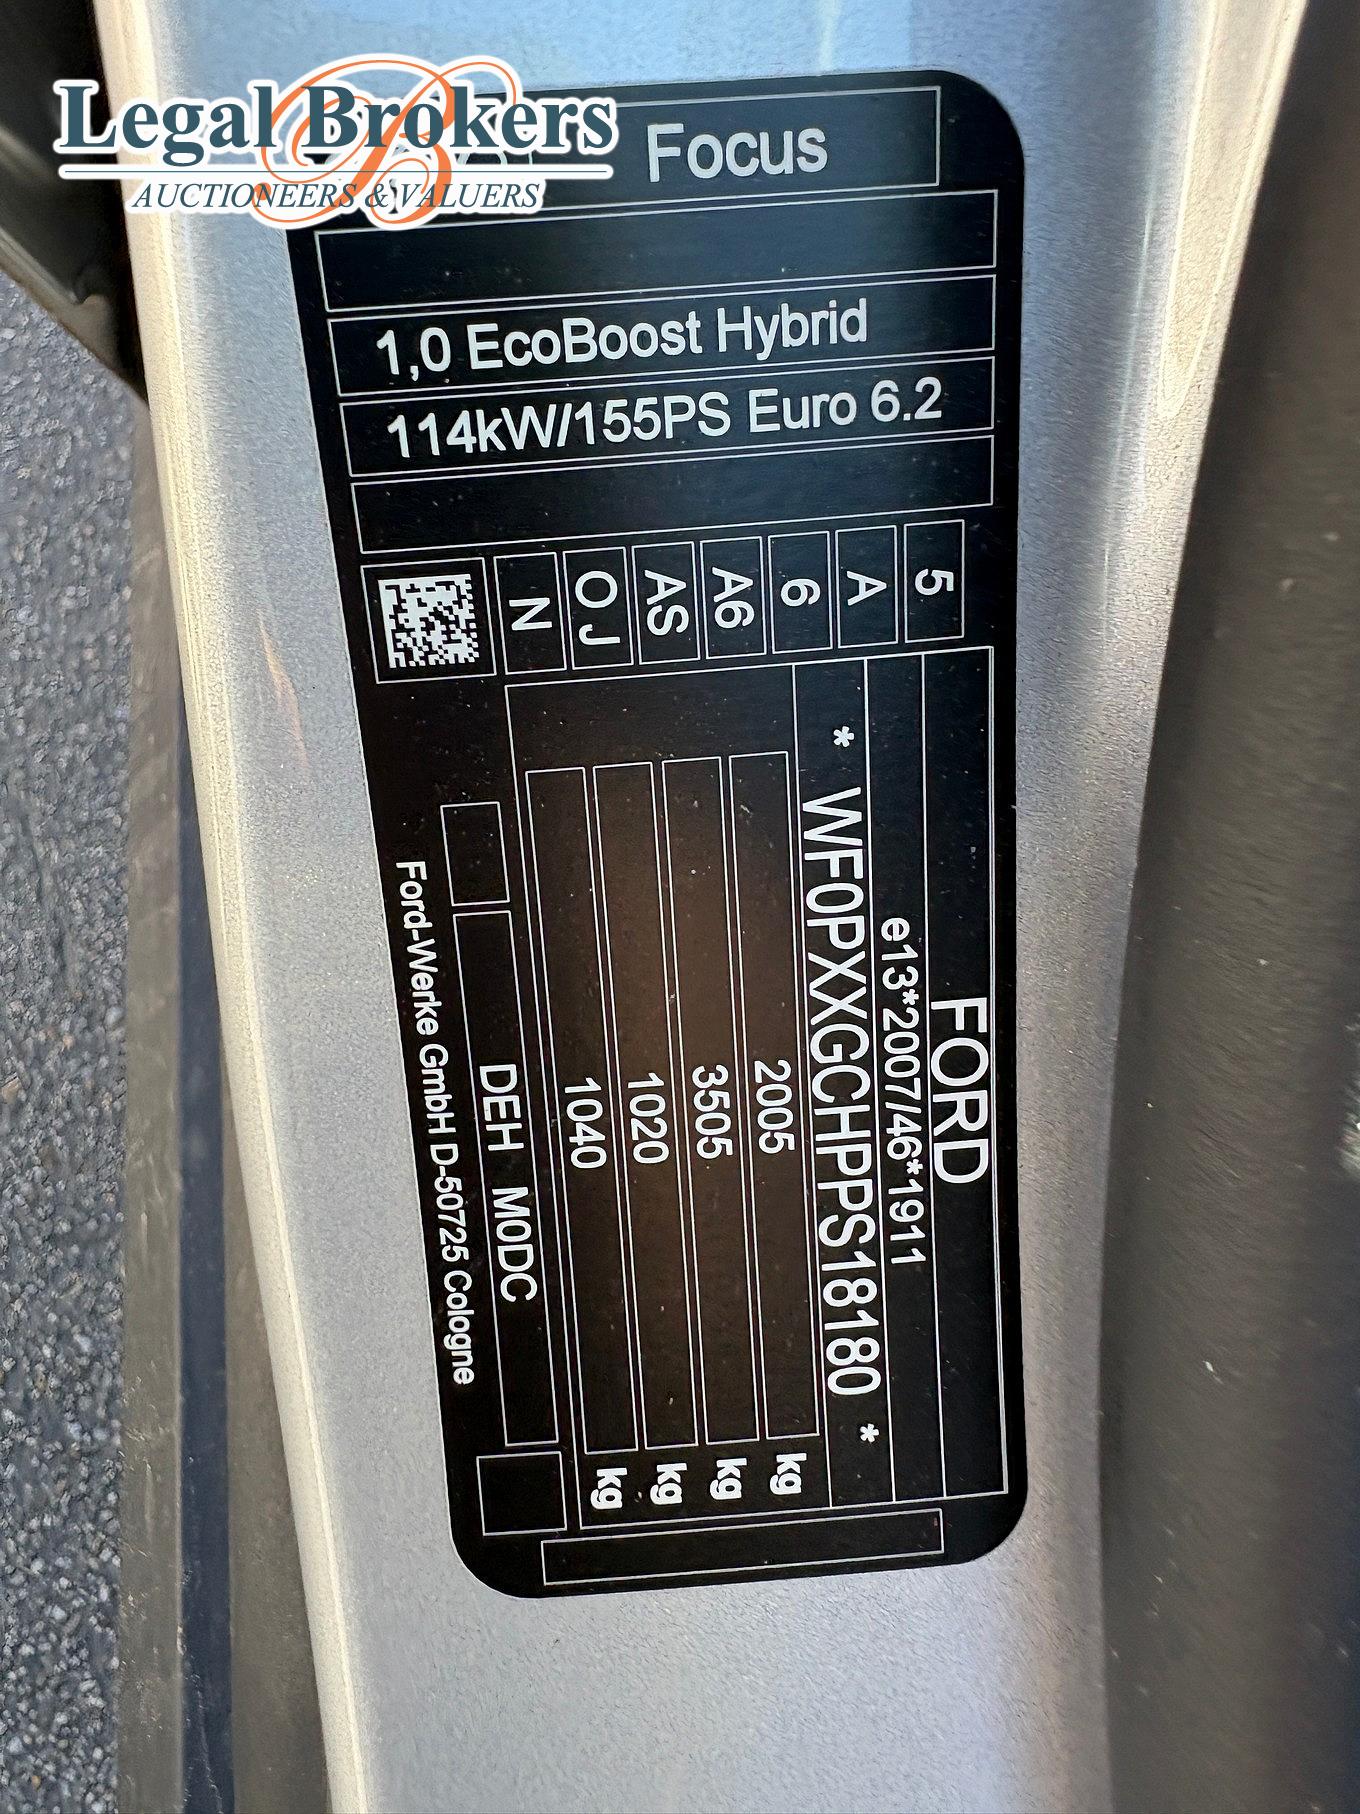 Legal Brokers
AUCTIONEERS & VALUERS
Focus
1,0 EcoBoost Hybrid
114kW/155PS Euro 6.2
5
A
6
A6
AS
OJ
N
FORD
e13*2007/46*1911
* WF0PXXGCHPPS18180 *
2005 kg
3505 kg
1020 kg
1040 kg
DEH M0DC
Ford-Werke GmbH D-50725 Cologne